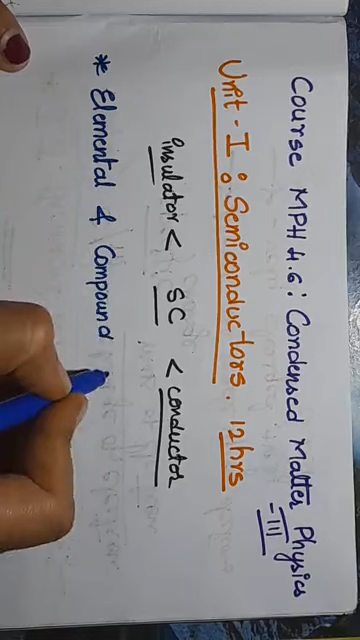 Course MPH 4.6: Condensed Matter Physics
-III
Unit-I: Semiconductors. 12hrs
insulator < SC < conductor
* Elemental & Compound